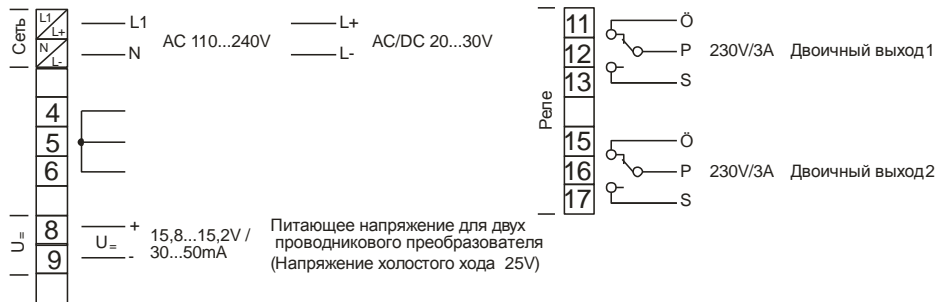 Сеть
L1
L+
N
L-
L1
N
AC 110...240V
L+
L-
AC/DC 20...30V
4
5
6
U=
8
9
+
U=
-
15,8...15,2V /
30...50mA
Питающее напряжение для двух
проводникового преобразователя
(Напряжение холостого хода 25V)
Реле
11
12
13
Ö
P
S
230V/3A Двоичный выход1
15
16
17
Ö
P
S
230V/3A Двоичный выход2